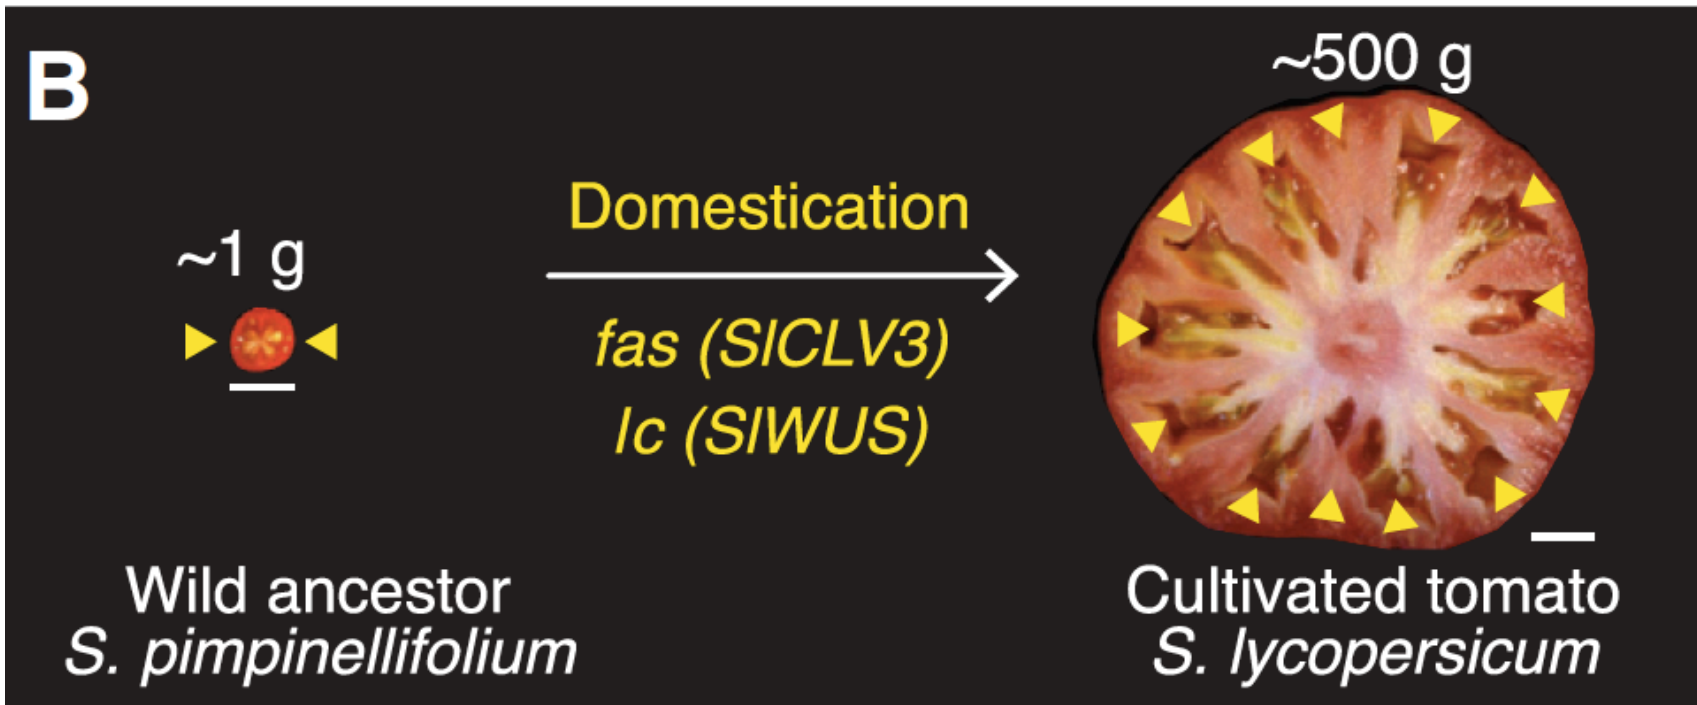 B
~500 g
Domestication
~1 g
fas (SlCLV3)
lc (SlWUS)
Wild ancestor
S. pimpinellifolium
Cultivated tomato
S. lycopersicum